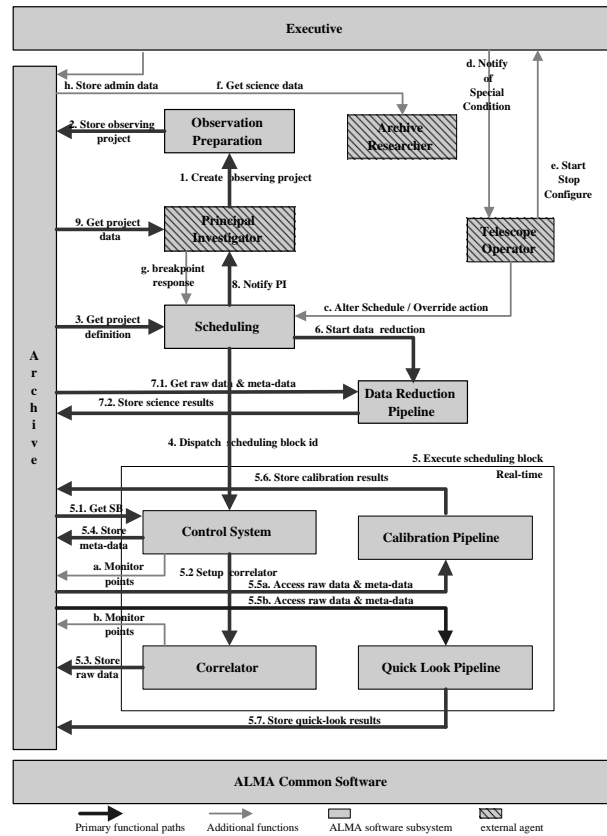 Executive
h. Store admin data
f. Get science data
d. Notify
of
Special
Condition
2. Store observing
project
Observation
Preparation
Archive
Researcher
e. Start
Stop
Configure
1. Create observing project
9. Get project
data
Principal
Investigator
Telescope
Operator
g. breakpoint
response
8. Notify PI
c. Alter Schedule / Override action
3. Get project
definition
Scheduling
6. Start data reduction
A
r
c
h
i
v
e
7.1. Get raw data & meta-data
7.2. Store science results
Data Reduction
Pipeline
4. Dispatch scheduling block id
5. Execute scheduling block
Real-time
5.6. Store calibration results
5.1. Get SB
5.4. Store
meta-data
Control System
Calibration Pipeline
a. Monitor
points
5.2 Setup correlator
5.5a. Access raw data & meta-data
5.5b. Access raw data & meta-data
b. Monitor
points
5.3. Store
raw data
Correlator
Quick Look Pipeline
5.7. Store quick-look results
ALMA Common Software
Primary functional paths
Additional functions
ALMA software subsystem
external agent